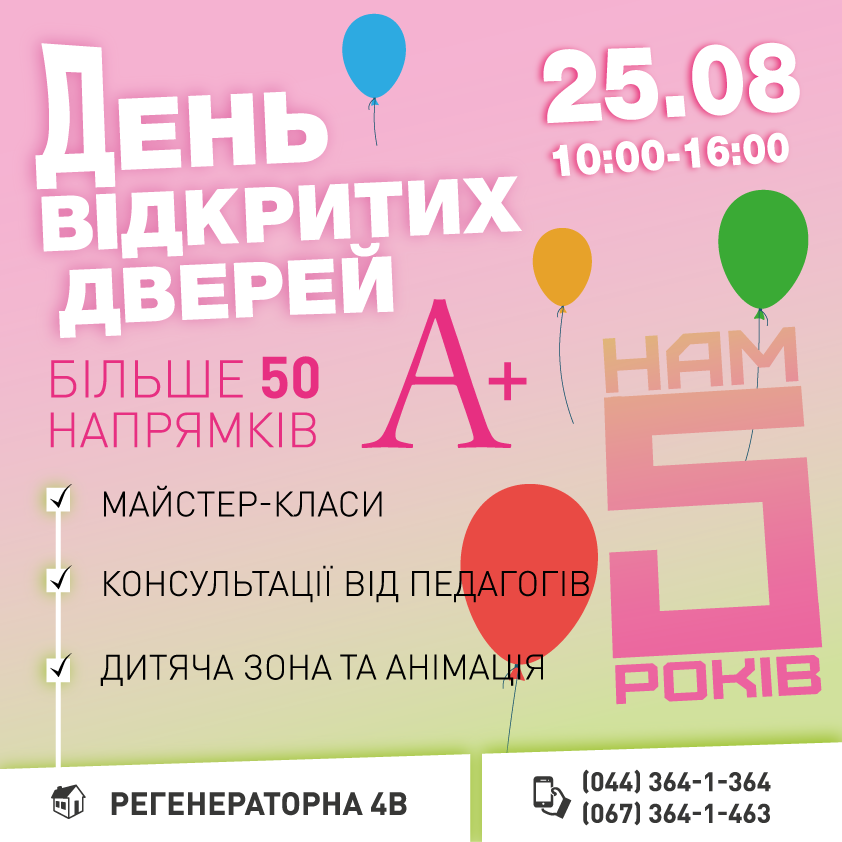 ДЕНЬ
ВІДКРИТИХ
ДВЕРЕЙ
25.08
10:00-16:00
БІЛЬШЕ 50
НАПРЯМКІВ
A+
НАМ
5
РОКІВ
МАЙСТЕР-КЛАСИ
КОНСУЛЬТАЦІЇ ВІД ПЕДАГОГІВ
ДИТЯЧА ЗОНА ТА АНІМАЦІЯ
РЕГЕНЕРАТОРНА 4В
(044) 364-1-364
(067) 364-1-463